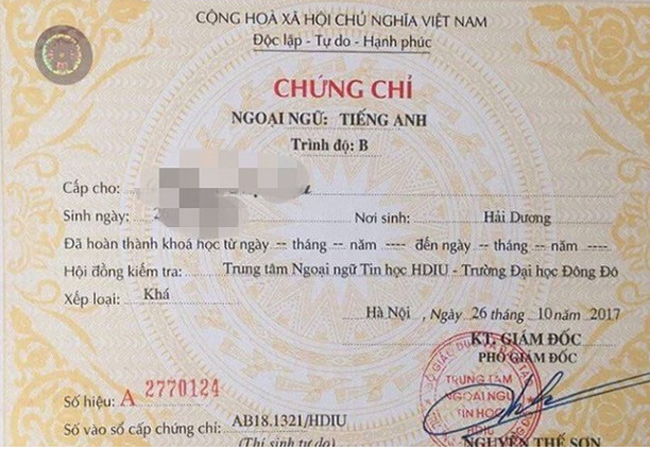 CỘNG HOÀ XÃ HỘI CHỦ NGHĨA VIỆT NAM
Độc lập - Tự do - Hạnh phúc
CHỨNG CHỈ
NGOẠI NGỮ: TIẾNG ANH
Trình độ: B
Cấp cho:
Sinh ngày: 2 Nơi sinh: Hải Dương
Đã hoàn thành khoá học từ ngày -- tháng -- năm ---- đến ngày -- tháng -- năm ----
Hội đồng kiểm tra: Trung tâm Ngoại ngữ Tin học HDIU - Trường Đại học Đông Đô
Xếp loại: Khá
Hà Nội , Ngày 26 tháng 10 năm 2017
KT. GIÁM ĐỐC
PHÓ GIÁM ĐỐC
TRUNG TÂM
NGOẠI NGỮ
TIN HỌC
HDIU
Số hiệu: A 2770124
Số vào sổ cấp chứng chỉ: AB18.1321/HDIU
(Thí sinh tự do)
NGUYỄN THẾ SƠN